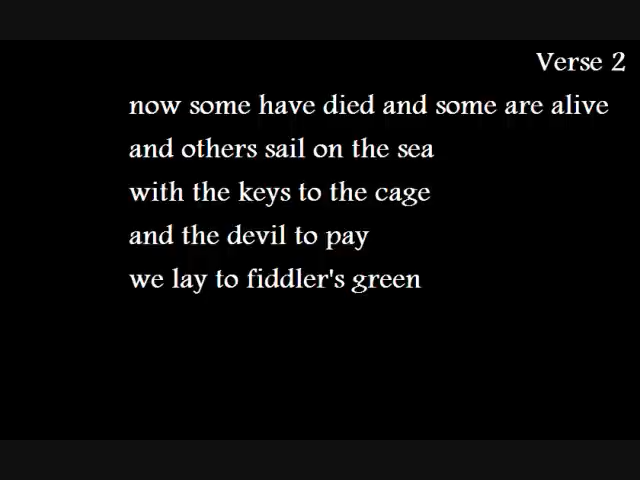 Verse 2
now some have died and some are alive
and others sail on the sea
with the keys to the cage
and the devil to pay
we lay to fiddler's green